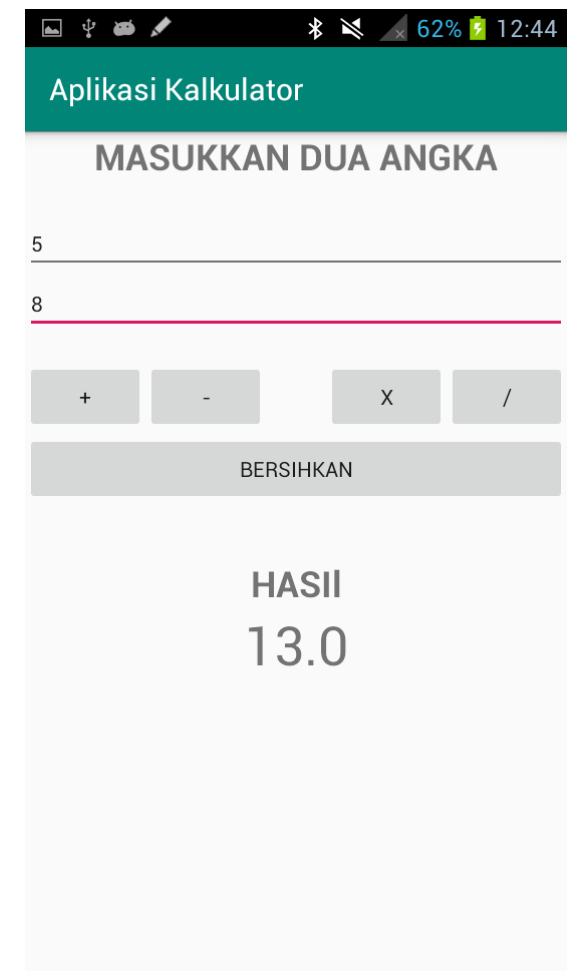 62% 12:44
Aplikasi Kalkulator
MASUKKAN DUA ANGKA
5
8
+ - X /
BERSIHKAN
HASIl
13.0